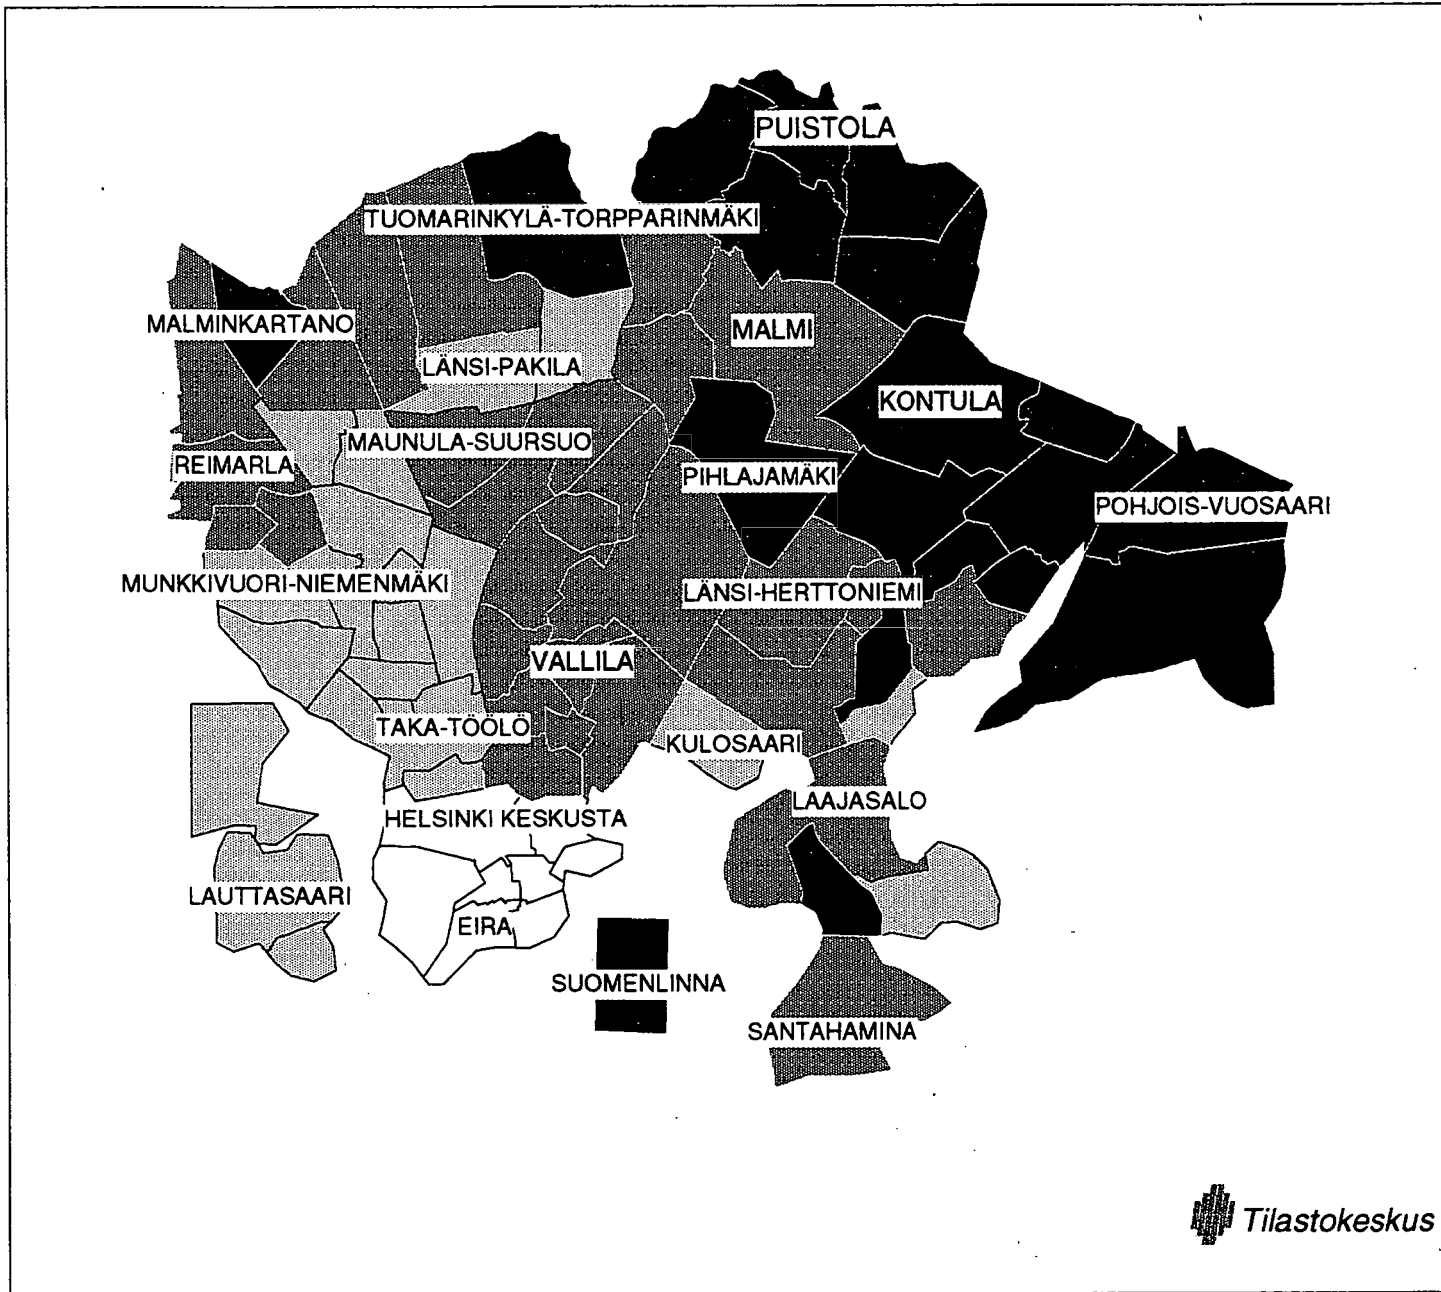 PUISTOLA
TUOMARINKYLÄ-TORPPARINMÄKI
MALMINKARTANO
MALMI
LÄNSI-PAKILA
KONTULA
MAUNULA-SUURSUO
REIMARLA
PIHLAJAMÄKI
POHJOIS-VUOSAARI
MUNKKIVUORI-NIEMENMÄKI
LÄNSI-HERTTONIEMI
VALLILA
TAKA-TÖÖLÖ
KULOSAARI
LAAJASALO
HELSINKI KESKUSTA
LAUTTASAARI
EIRA
SUOMENLINNA
SANTAHAMINA
Tilastokeskus